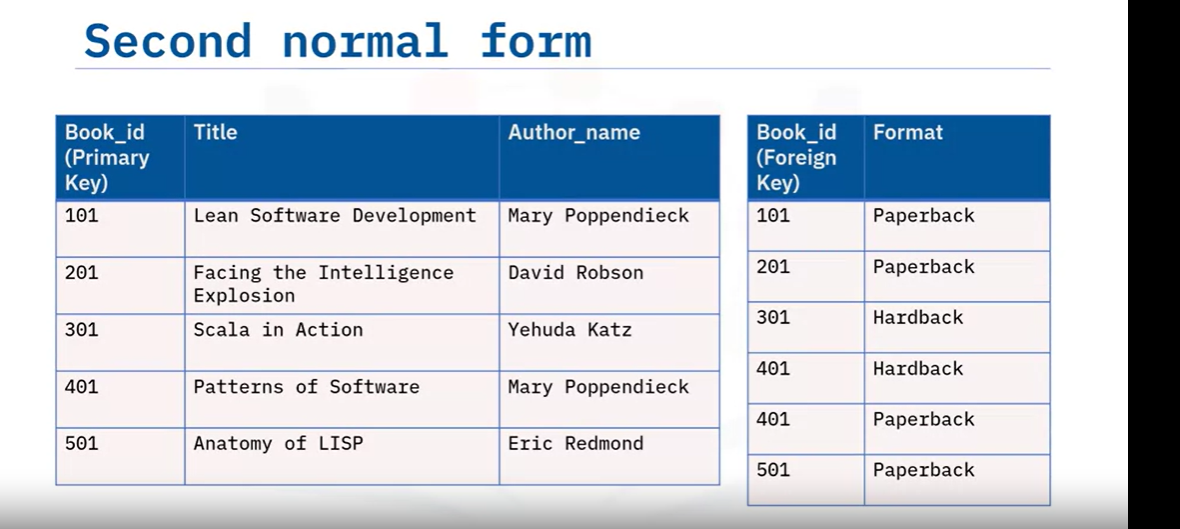 Second normal form
Book_id
(Primary
Key)
Title
Author_name
101
Lean Software Development
Mary Poppendieck
201
Facing the Intelligence
Explosion
David Robson
301
Scala in Action
Yehuda Katz
401
Patterns of Software
Mary Poppendieck
501
Anatomy of LISP
Eric Redmond
Book_id
(Foreign
Key)
Format
101
Paperback
201
Paperback
301
Hardback
401
Hardback
401
Paperback
501
Paperback